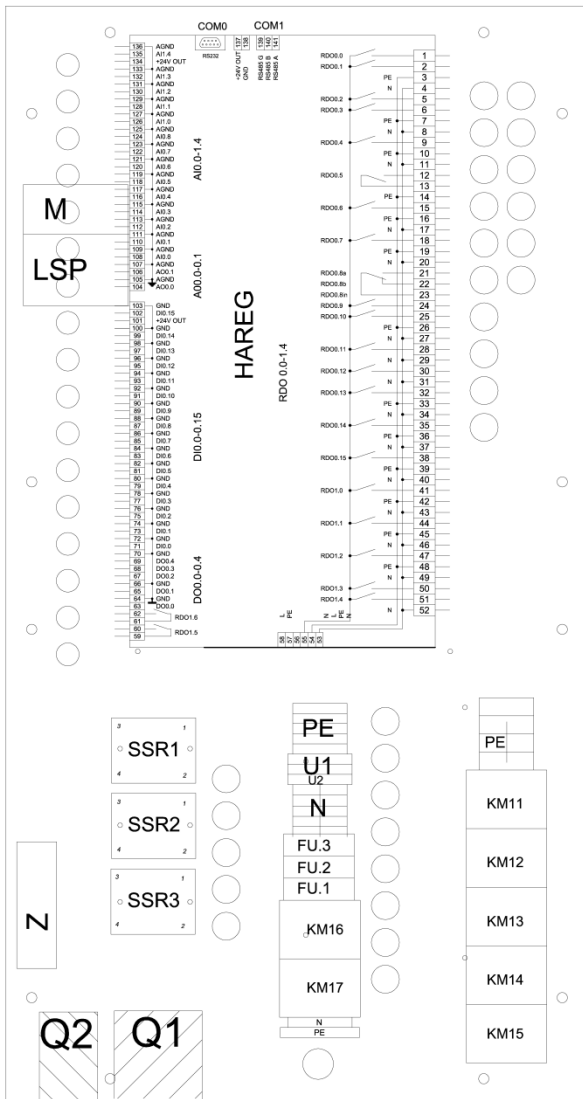 COM0
COM1
RS232
137 +24V OUT
138 GND
139 RS485 G
140 RS485 B
141 RS485 A
136 AGND
135 AI1.4
134 +24V OUT
133 AGND
132 AI1.3
131 AGND
130 AI1.2
129 AGND
128 AI1.1
127 AGND
126 AI1.0
125 AGND
124 AI0.8
123 AGND
122 AI0.7
121 AGND
120 AI0.6
119 AGND
118 AI0.5
117 AGND
116 AI0.4
115 AGND
114 AI0.3
113 AGND
112 AI0.2
111 AGND
110 AI0.1
109 AGND
108 AI0.0
107 AGND
106 AO0.1
105 AGND
104 AO0.0
103 GND
102 DI0.15
101 +24V OUT
100 GND
99 DI0.14
98 GND
97 DI0.13
96 GND
95 DI0.12
94 GND
93 DI0.11
92 GND
91 DI0.10
90 GND
89 DI0.9
88 GND
87 DI0.8
86 GND
85 DI0.7
84 GND
83 DI0.6
82 GND
81 DI0.5
80 GND
79 DI0.4
78 GND
77 DI0.3
76 GND
75 DI0.2
74 GND
73 DI0.1
72 GND
71 DI0.0
70 GND
69 DO0.4
68 DO0.3
67 DO0.2
66 GND
65 DO0.1
64 GND
63 DO0.0
62
61 RDO1.6
60
59 RDO1.5
M
LSP
AI0.0-1.4
A00.0-0.1
DI0.0-0.15
DO0.0-0.4
HAREG
RDO 0.0-1.4
RDO0.0 1
RDO0.1 2
PE 3
N 4
RDO0.2 5
RDO0.3 6
PE 7
N 8
RDO0.4 9
PE 10
N 11
RDO0.5 12
13
PE 14
RDO0.6 15
PE 16
N 17
RDO0.7 18
PE 19
N 20
RDO0.8a 21
RDO0.8b 22
RDO0.8n 23
RDO0.9 24
RDO0.10 25
PE 26
N 27
RDO0.11 28
29
RDO0.12 30
N 31
RDO0.13 32
PE 33
N 34
RDO0.14 35
PE 36
N 37
RDO0.15 38
PE 39
N 40
RDO1.0 41
PE 42
N 43
RDO1.1 44
PE 45
N 46
RDO1.2 47
PE 48
N 49
RDO1.3 50
RDO1.4 51
N 52
L PE N L PE N
58 57 56 55 54 53
3 1
SSR1
4 2
3 1
SSR2
4 2
3 1
SSR3
4 2
N
Q2
Q1
PE
U1
U2
N
FU.3
FU.2
FU.1
KM16
KM17
N
PE
PE
KM11
KM12
KM13
KM14
KM15